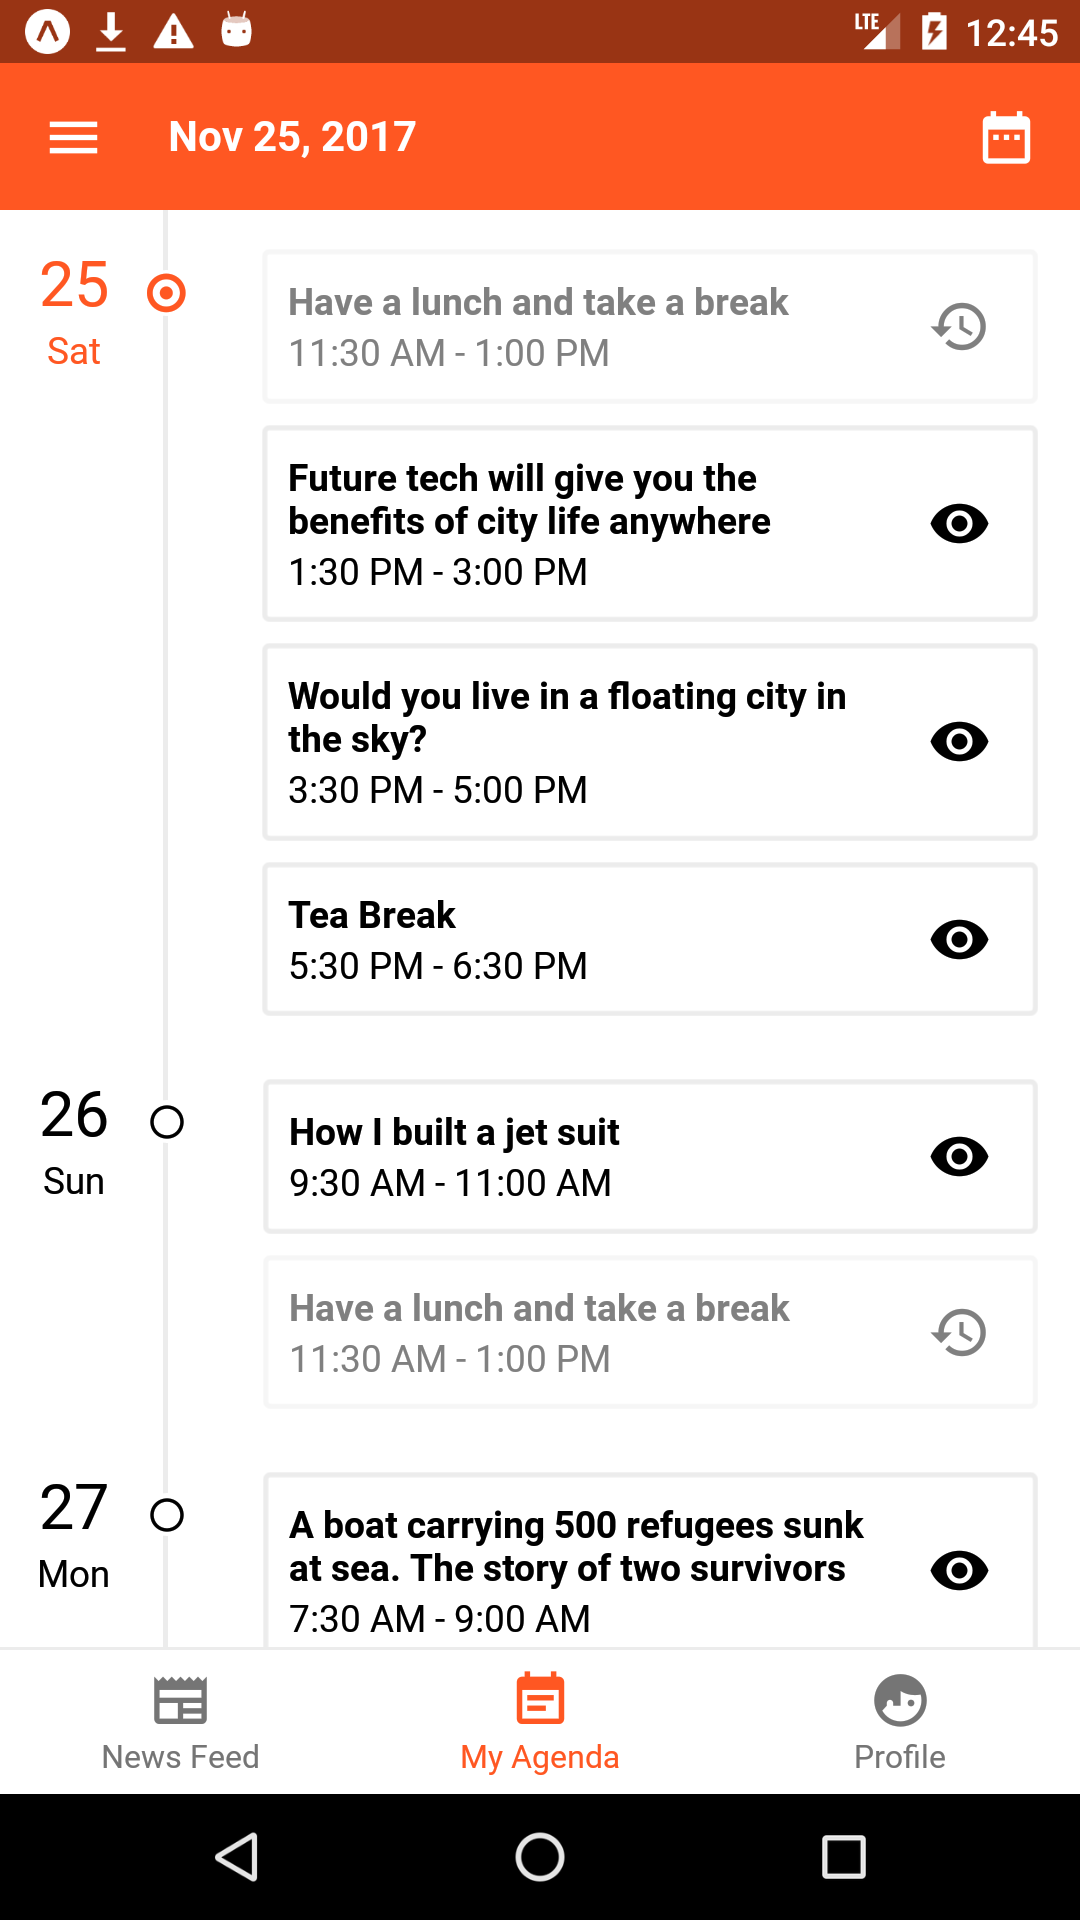 LTE 12:45
Nov 25, 2017
25
Sat
Have a lunch and take a break
11:30 AM - 1:00 PM
Future tech will give you the
benefits of city life anywhere
1:30 PM - 3:00 PM
Would you live in a floating city in
the sky?
3:30 PM - 5:00 PM
Tea Break
5:30 PM - 6:30 PM
26
Sun
How I built a jet suit
9:30 AM - 11:00 AM
Have a lunch and take a break
11:30 AM - 1:00 PM
27
Mon
A boat carrying 500 refugees sunk
at sea. The story of two survivors
7:30 AM - 9:00 AM
News Feed
My Agenda
Profile